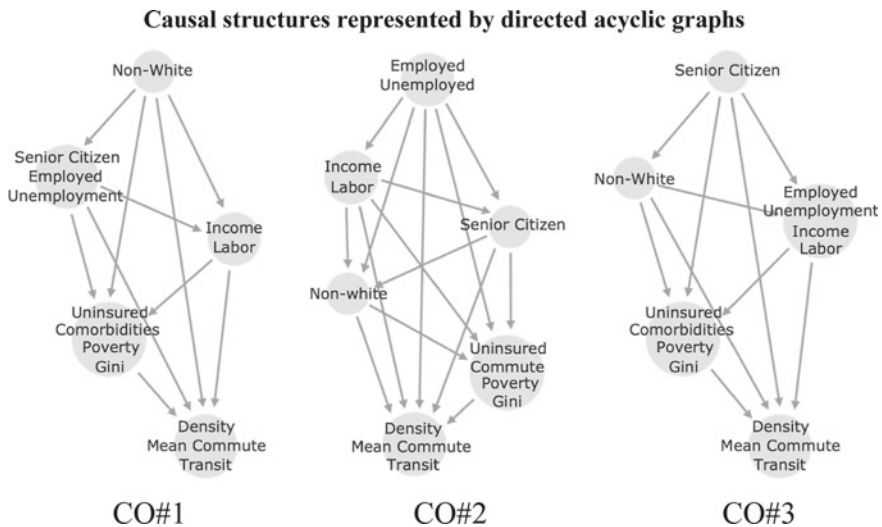 Causal structures represented by directed acyclic graphs
Non-White
Senior Citizen
Employed
Unemployment
Income
Labor
Uninsured
Comorbidities
Poverty
Gini
Density
Mean Commute
Transit
CO#1
Employed
Unemployed
Income
Labor
Senior Citizen
Non-white
Uninsured
Commute
Poverty
Gini
Density
Mean Commute
Transit
CO#2
Senior Citizen
Non-White
Employed
Unemployment
Income
Labor
Uninsured
Comorbidities
Poverty
Gini
Density
Mean Commute
Transit
CO#3